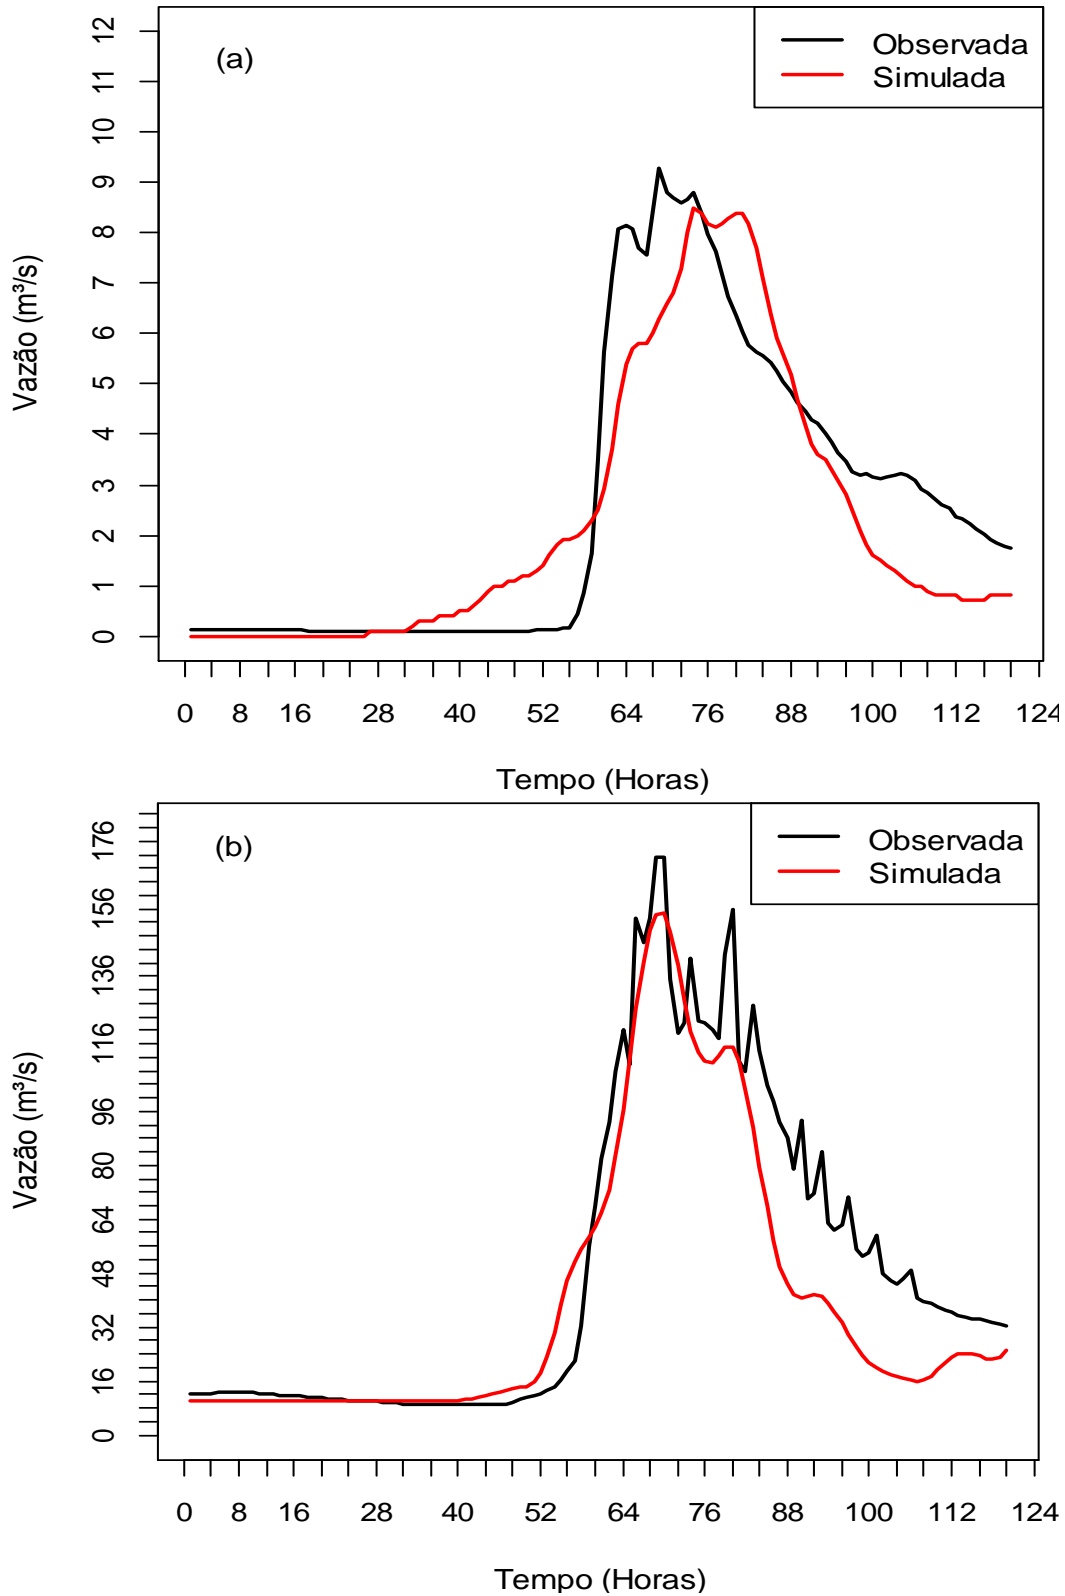 (a)
Observada
Simulada
Vazão (m³/s)
12
11
10
9
8
7
6
5
4
3
2
1
0
0 8 16 28 40 52 64 76 88 100 112 124
Tempo (Horas)
(b)
Observada
Simulada
Vazão (m³/s)
176
156
136
116
96
80
64
48
32
16
0
0 8 16 28 40 52 64 76 88 100 112 124
Tempo (Horas)